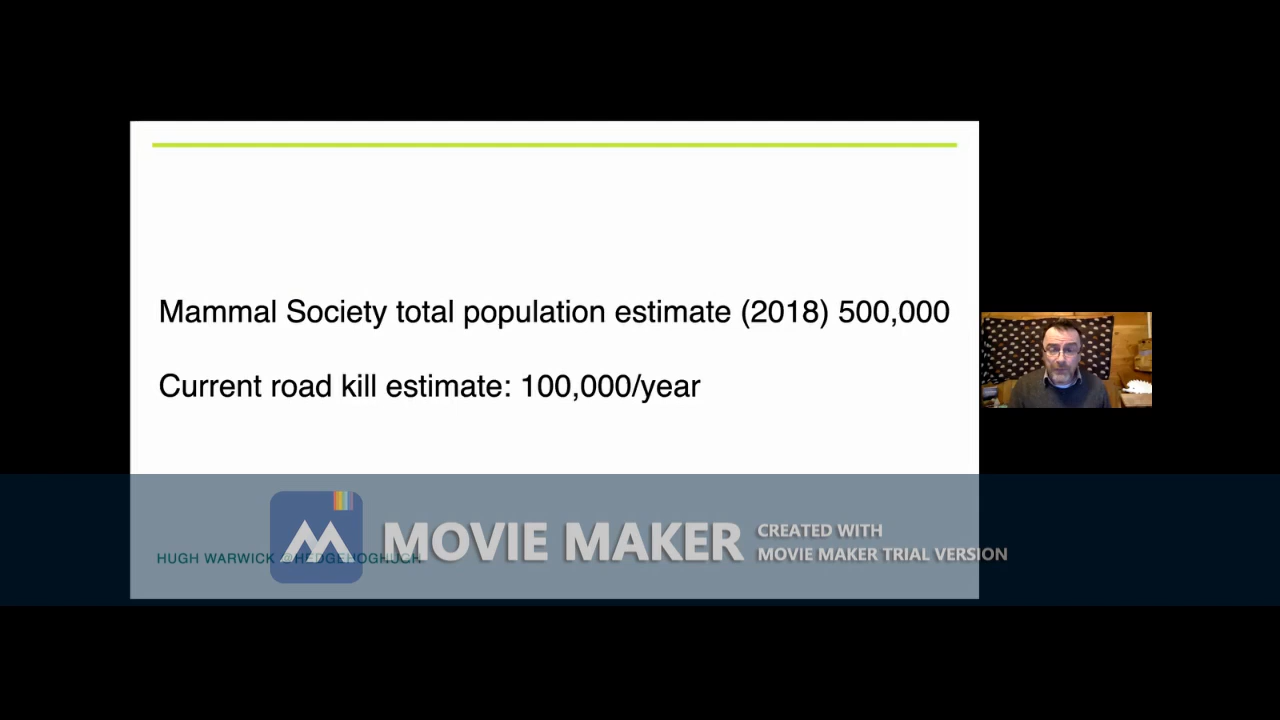 Mammal Society total population estimate (2018) 500,000
Current road kill estimate: 100,000/year
HUGH WARWICK @HEDGEHOGHUGH
MOVIE MAKER
CREATED WITH
MOVIE MAKER TRIAL VERSION